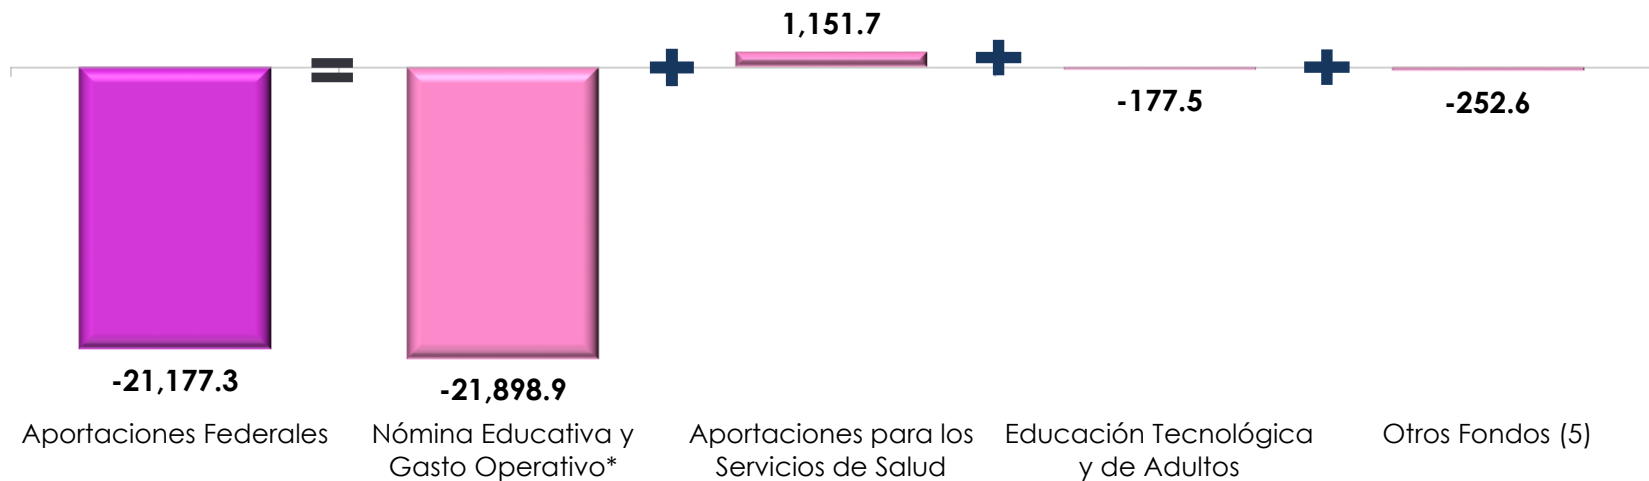 1,151.7
-177.5
-252.6
-21,177.3
-21,898.9
Aportaciones Federales
Nómina Educativa y
Gasto Operativo*
Aportaciones para los
Servicios de Salud
Educación Tecnológica
y de Adultos
Otros Fondos (5)